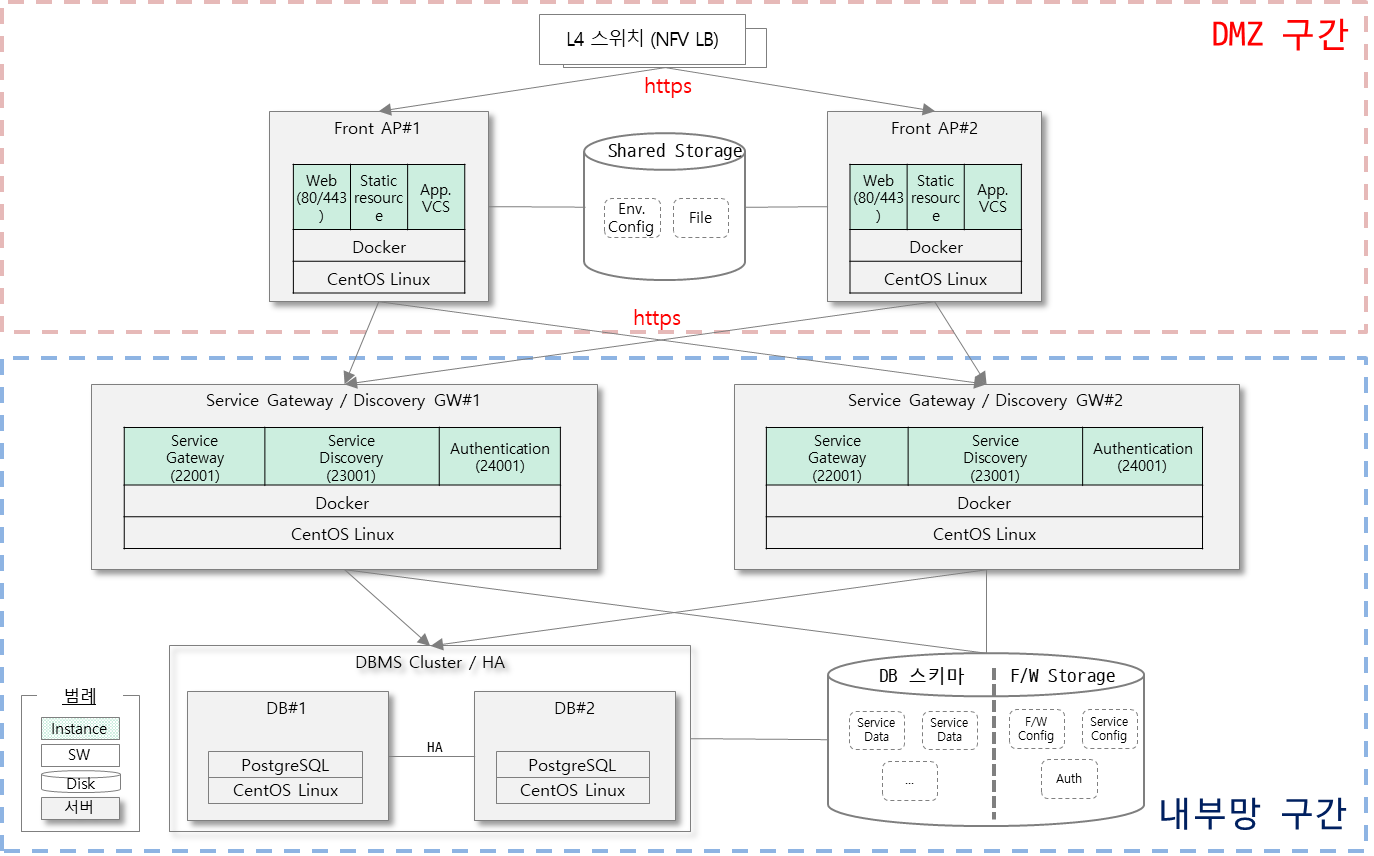 L4 스위치 (NFV LB)
DMZ 구간
https
Front AP#1
Web
(80/443
)
Static
resourc
e
App.
VCS
Docker
CentOS Linux
Shared Storage
Env.
Config
File
Front AP#2
Web
(80/443
)
Static
resourc
e
App.
VCS
Docker
CentOS Linux
https
Service Gateway / Discovery GW#1
Service
Gateway
(22001)
Service
Discovery
(23001)
Authentication
(24001)
Docker
CentOS Linux
Service Gateway / Discovery GW#2
Service
Gateway
(22001)
Service
Discovery
(23001)
Authentication
(24001)
Docker
CentOS Linux
범례
Instance
SW
Disk
서버
DBMS Cluster / HA
DB#1
PostgreSQL
CentOS Linux
HA
DB#2
PostgreSQL
CentOS Linux
DB 스키마
Service
Data
Service
Data
...
F/W Storage
F/W
Config
Service
Config
Auth
내부망 구간